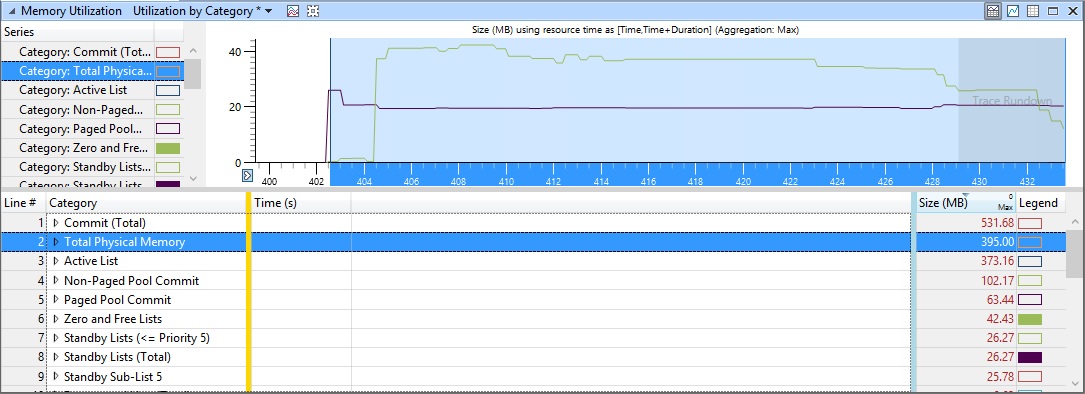 Memory Utilization Utilization by Category *
Series
Category: Commit (Tot...
Category: Total Physica...
Category: Active List
Category: Non-Paged...
Category: Paged Pool...
Category: Zero and Fre...
Category: Standby Lists...
Category: Standby Lists
Size (MB) using resource time as [Time,Time+Duration] (Aggregation: Max)
40
20
0
Trace Rundown
400 402 404 406 408 410 412 414 416 418 420 422 424 426 428 430 432
Line # Category Time (s) Size (MB) 0 Max Legend
1 Commit (Total) 531.68
2 Total Physical Memory 395.00
3 Active List 373.16
4 Non-Paged Pool Commit 102.17
5 Paged Pool Commit 63.44
6 Zero and Free Lists 42.43
7 Standby Lists (<= Priority 5) 26.27
8 Standby Lists (Total) 26.27
9 Standby Sub-List 5 25.78